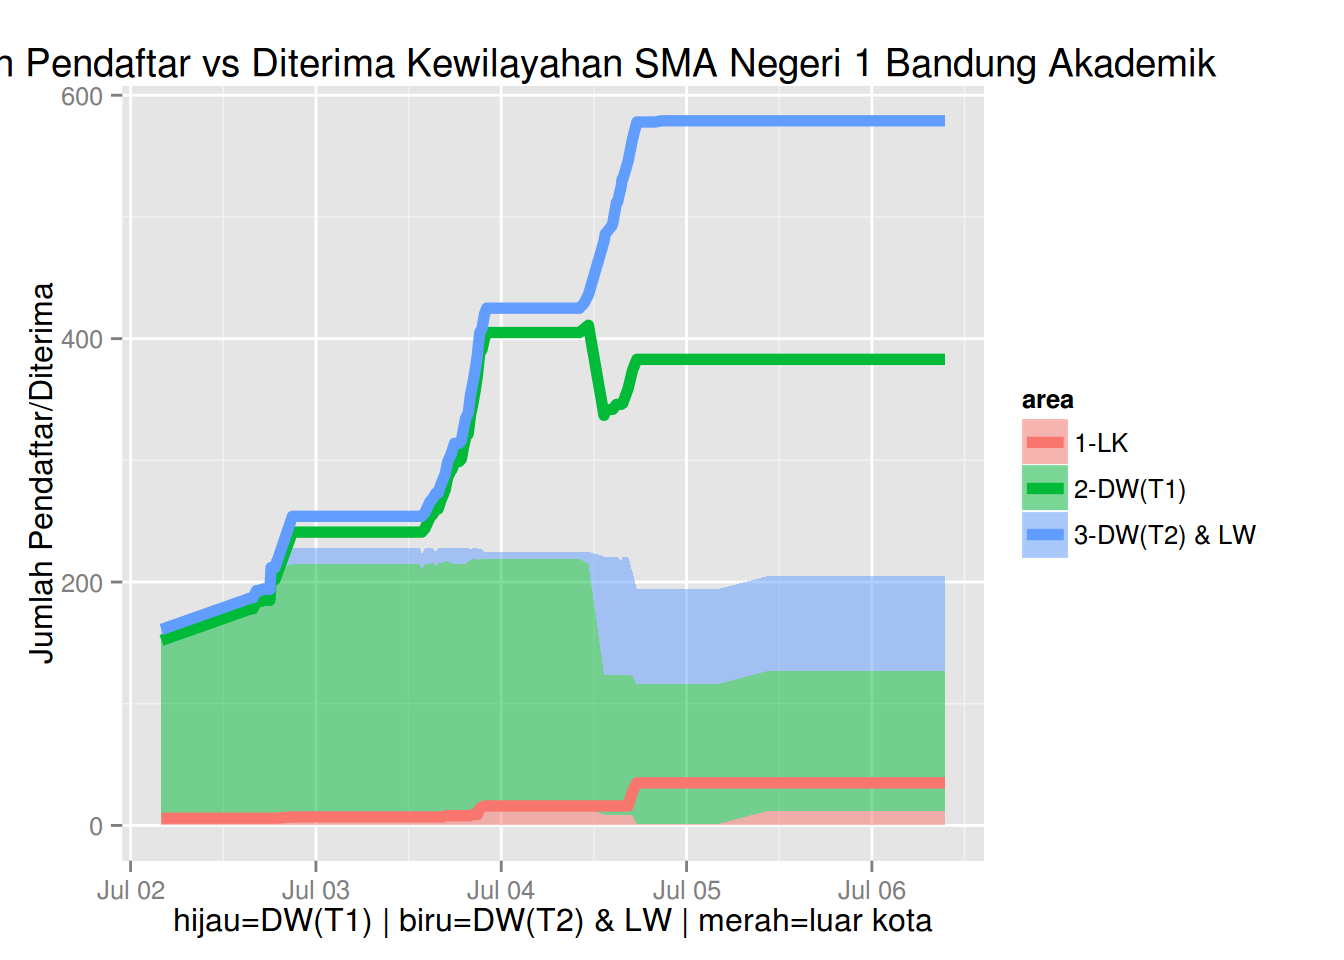 Pendaftar vs Diterima Kewilayahan SMA Negeri 1 Bandung Akademik
600
400
200
0
Jumlah Pendaftar/Diterima
Jul 02 Jul 03 Jul 04 Jul 05 Jul 06
hijau=DW(T1) | biru=DW(T2) & LW | merah=luar kota
area
1-LK
2-DW(T1)
3-DW(T2) & LW